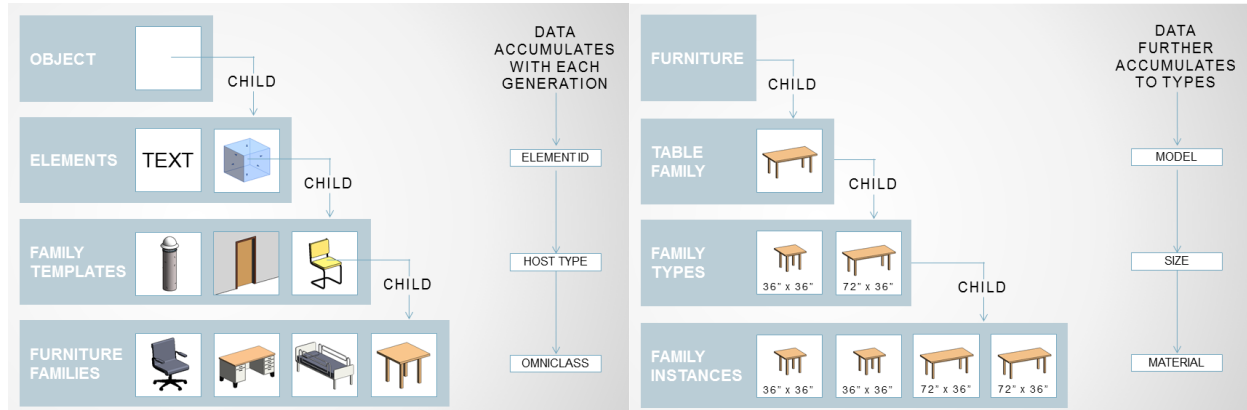 OBJECT
CHILD
ELEMENTS
TEXT
CHILD
FAMILY
TEMPLATES
CHILD
FURNITURE
FAMILIES
DATA
ACCUMULATES
WITH EACH
GENERATION
ELEMENT ID
HOST TYPE
OMNICLASS
FURNITURE
CHILD
TABLE
FAMILY
CHILD
FAMILY
TYPES
36" x 36"
72" x 36"
CHILD
FAMILY
INSTANCES
36" x 36"
36" x 36"
72" x 36"
72" x 36"
DATA
FURTHER
ACCUMULATES
TO TYPES
MODEL
SIZE
MATERIAL